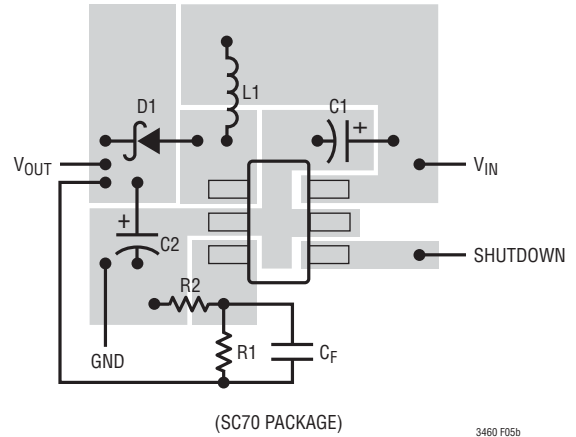 D1
L1
C1
+
VOUT
VIN
+
C2
SHUTDOWN
R2
GND
R1
CF
(SC70 PACKAGE)
3460 F05b